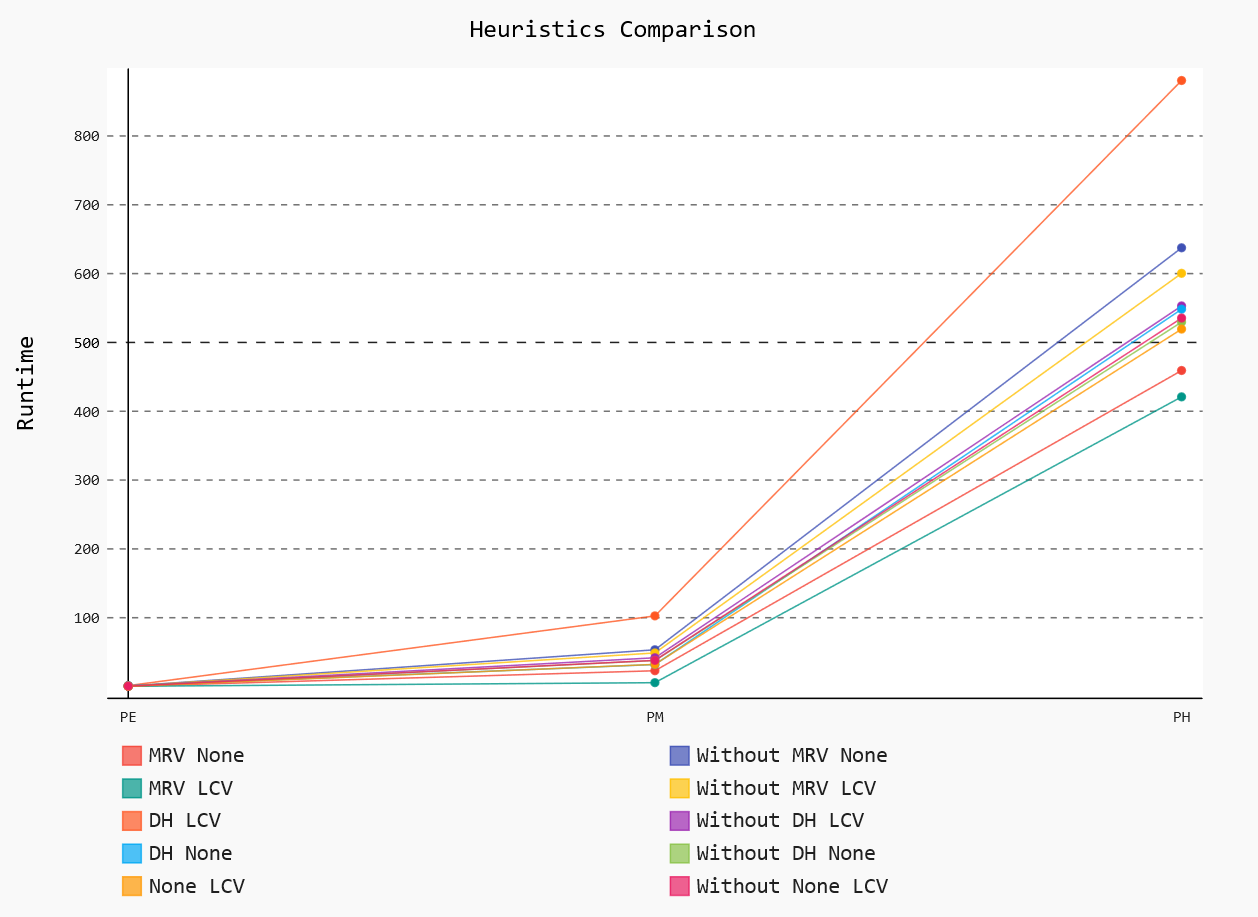 Heuristics Comparison
Runtime
800
700
600
500
400
300
200
100
PE PM PH
MRV None Without MRV None
MRV LCV Without MRV LCV
DH LCV Without DH LCV
DH None Without DH None
None LCV Without None LCV